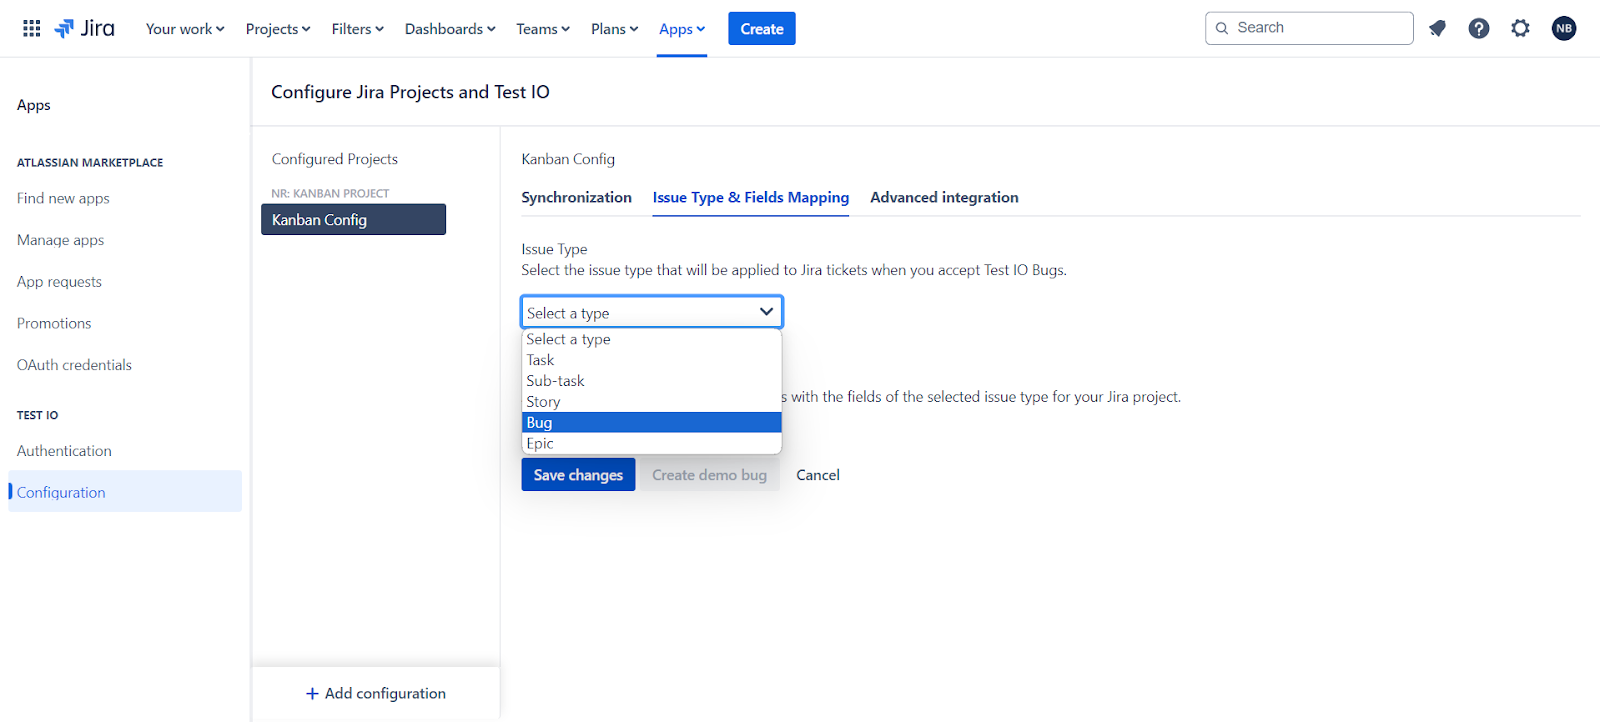 Jira
Your work Projects Filters Dashboards Teams Plans Apps Create Search NB
Apps
ATLASSIAN MARKETPLACE
Find new apps
Manage apps
App requests
Promotions
OAuth credentials
TEST IO
Authentication
Configuration
Configure Jira Projects and Test IO
Configured Projects
NR: KANBAN PROJECT
Kanban Config
+ Add configuration
Kanban Config
Synchronization Issue Type & Fields Mapping Advanced integration
Issue Type
Select the issue type that will be applied to Jira tickets when you accept Test IO Bugs.
Select a type
Select a type
Task
Sub-task
Story
Bug
Epic
s with the fields of the selected issue type for your Jira project.
Save changes Create demo bug Cancel